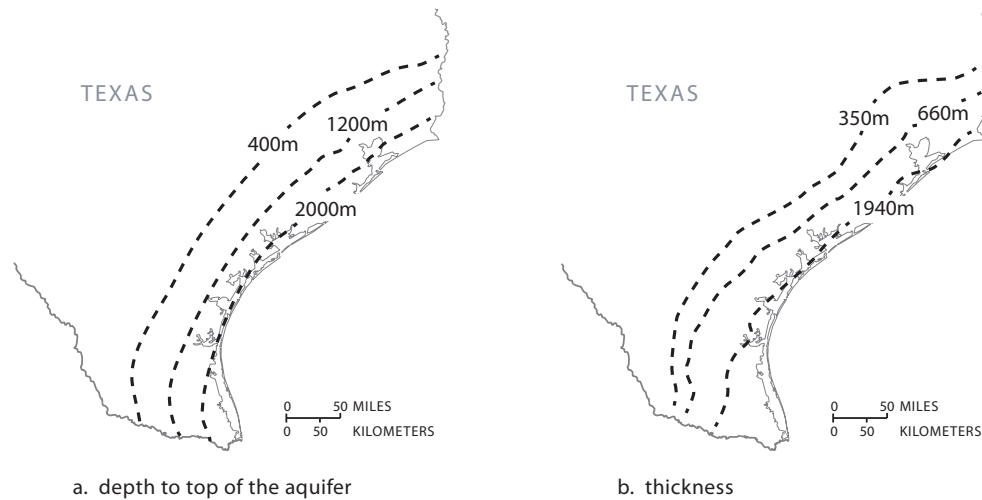 TEXAS
400m
1200m
2000m
0 50 MILES
0 50 KILOMETERS
a. depth to top of the aquifer
TEXAS
350m
660m
1940m
0 50 MILES
0 50 KILOMETERS
b. thickness